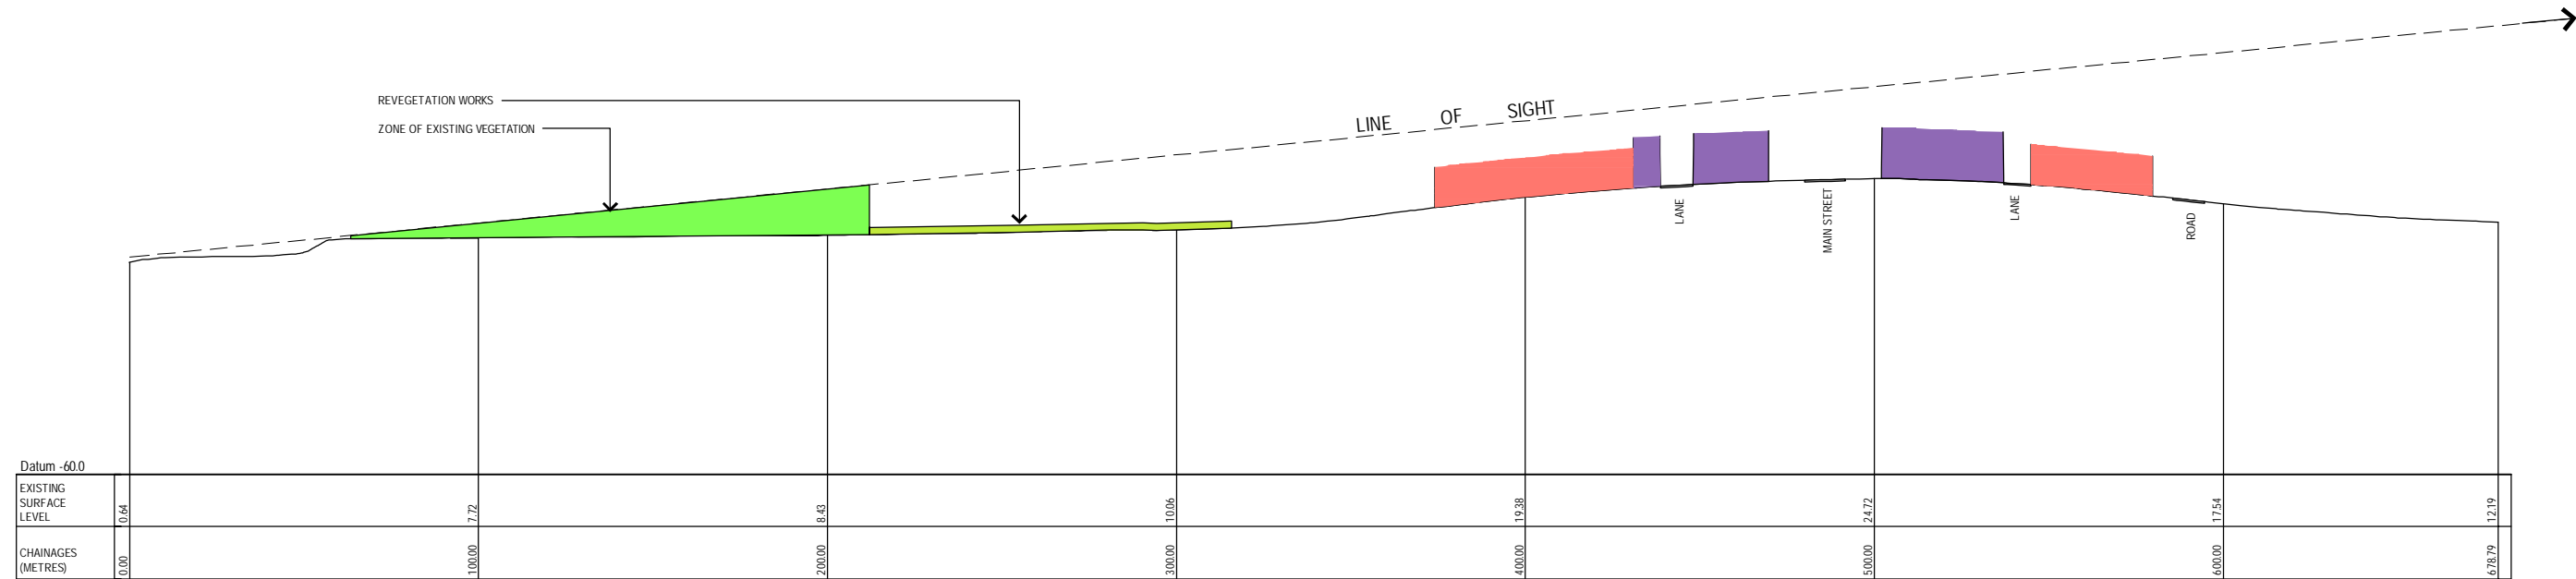 LINE OF SIGHT
REVEGETATION WORKS
ZONE OF EXISTING VEGETATION
LANE
MAIN STREET
LANE
ROAD
Datum -60.0
EXISTING
SURFACE
LEVEL
0.64
7.72
8.43
10.06
19.38
24.72
17.54
12.19
CHAINAGES
(METRES)
0.00
100.00
200.00
300.00
400.00
500.00
600.00
678.79